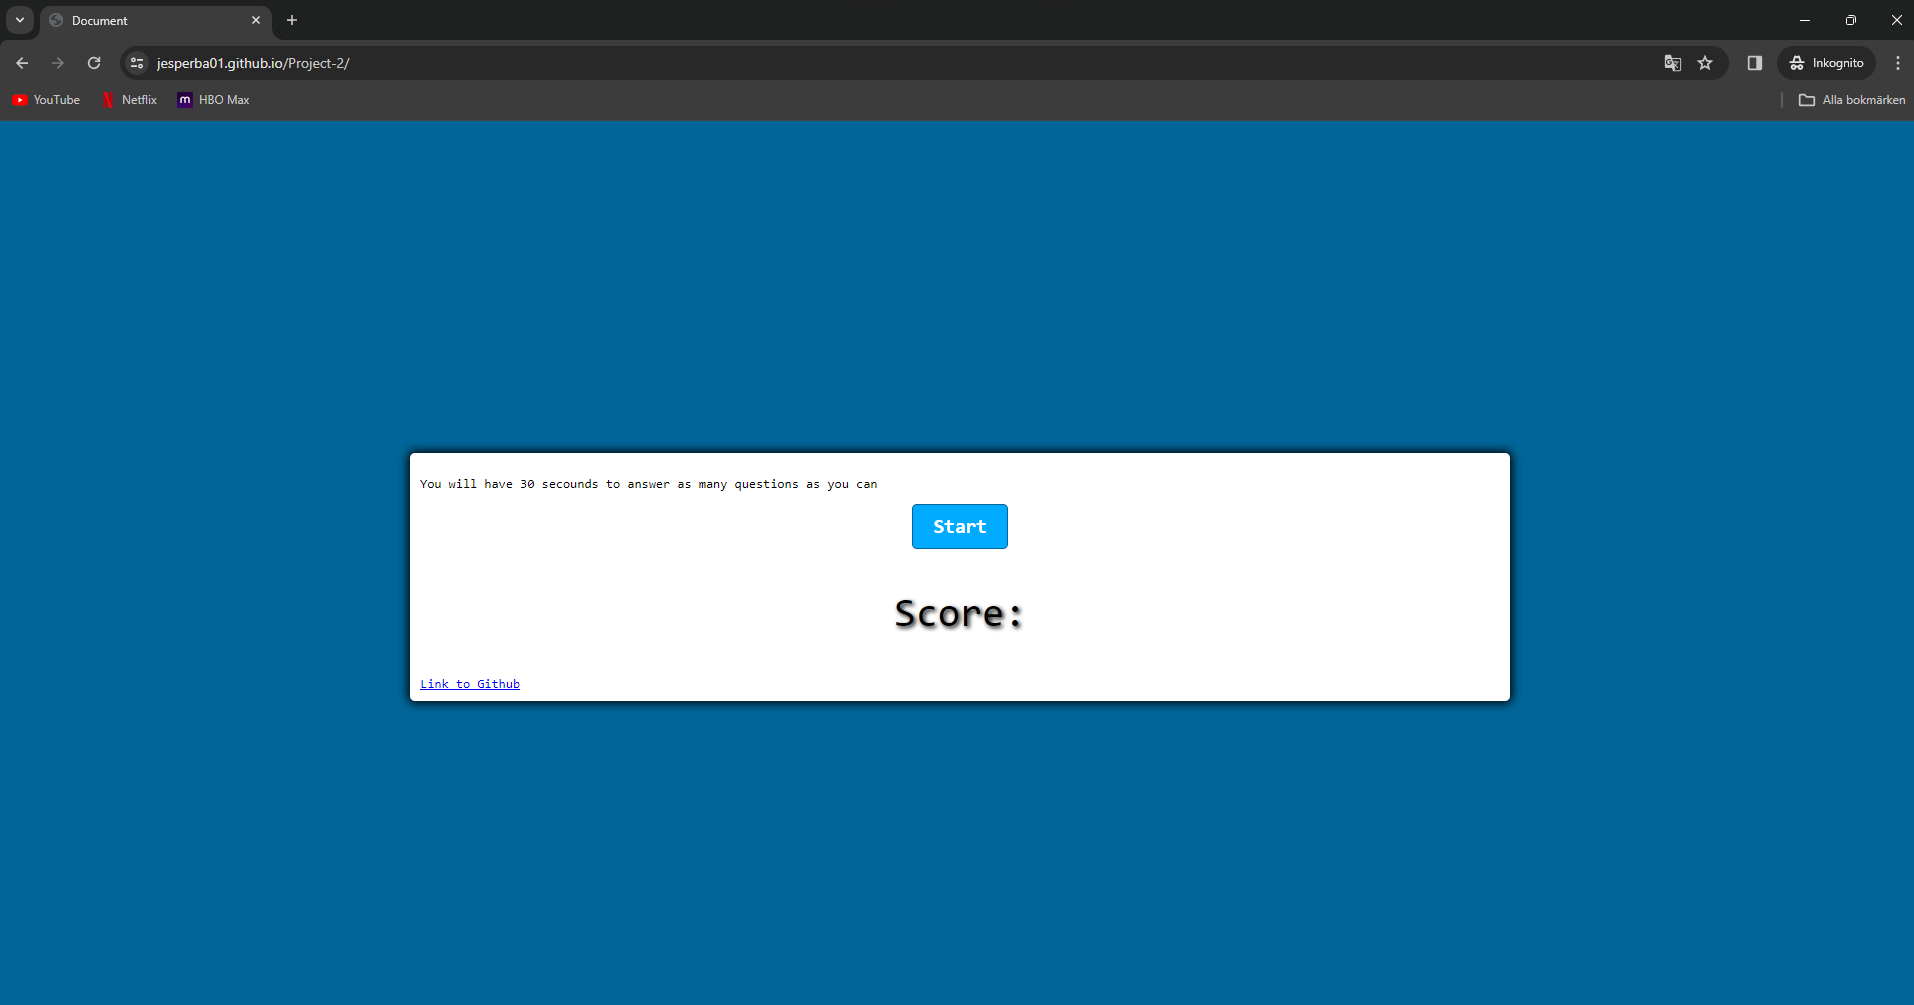 Document
jesperba01.github.io/Project-2/
Inkognito
YouTube
Netflix
m HBO Max
Alla bokmärken
You will have 30 secounds to answer as many questions as you can
Start
Score:
Link to Github